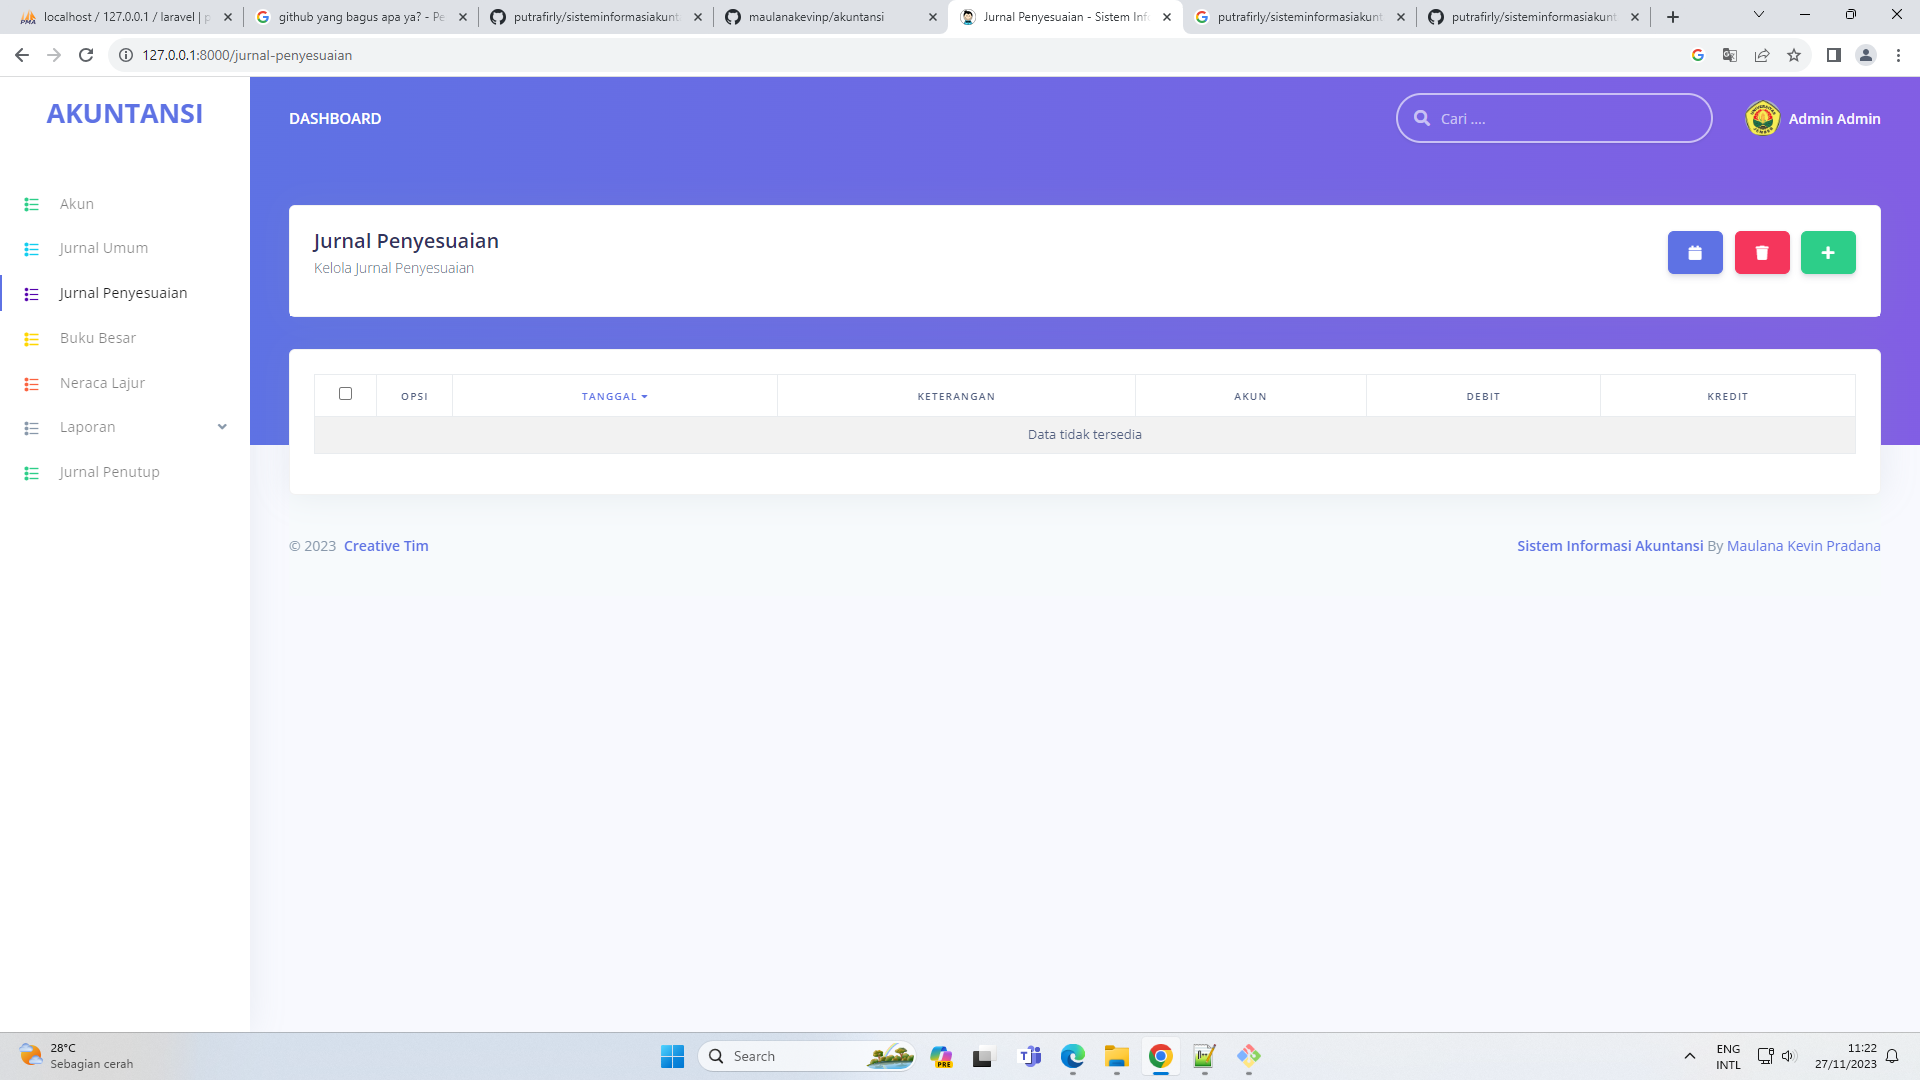 localhost / 127.0.0.1 / laravel | p
github yang bagus apa ya? - Pe
putrafirly/sisteminformasiakunt
maulanakevinp/akuntansi
Jurnal Penyesuaian - Sistem Inf
putrafirly/sisteminformasiakunt
putrafirly/sisteminformasiakunt
127.0.0.1:8000/jurnal-penyesuaian
AKUNTANSI
DASHBOARD
Cari ....
Admin Admin
Akun
Jurnal Umum
Jurnal Penyesuaian
Buku Besar
Neraca Lajur
Laporan
Jurnal Penutup
Jurnal Penyesuaian
Kelola Jurnal Penyesuaian
OPSI TANGGAL KETERANGAN AKUN DEBIT KREDIT
Data tidak tersedia
© 2023 Creative Tim
Sistem Informasi Akuntansi By Maulana Kevin Pradana
28°C
Sebagian cerah
Search
PRE
ENG
INTL
11:22
27/11/2023